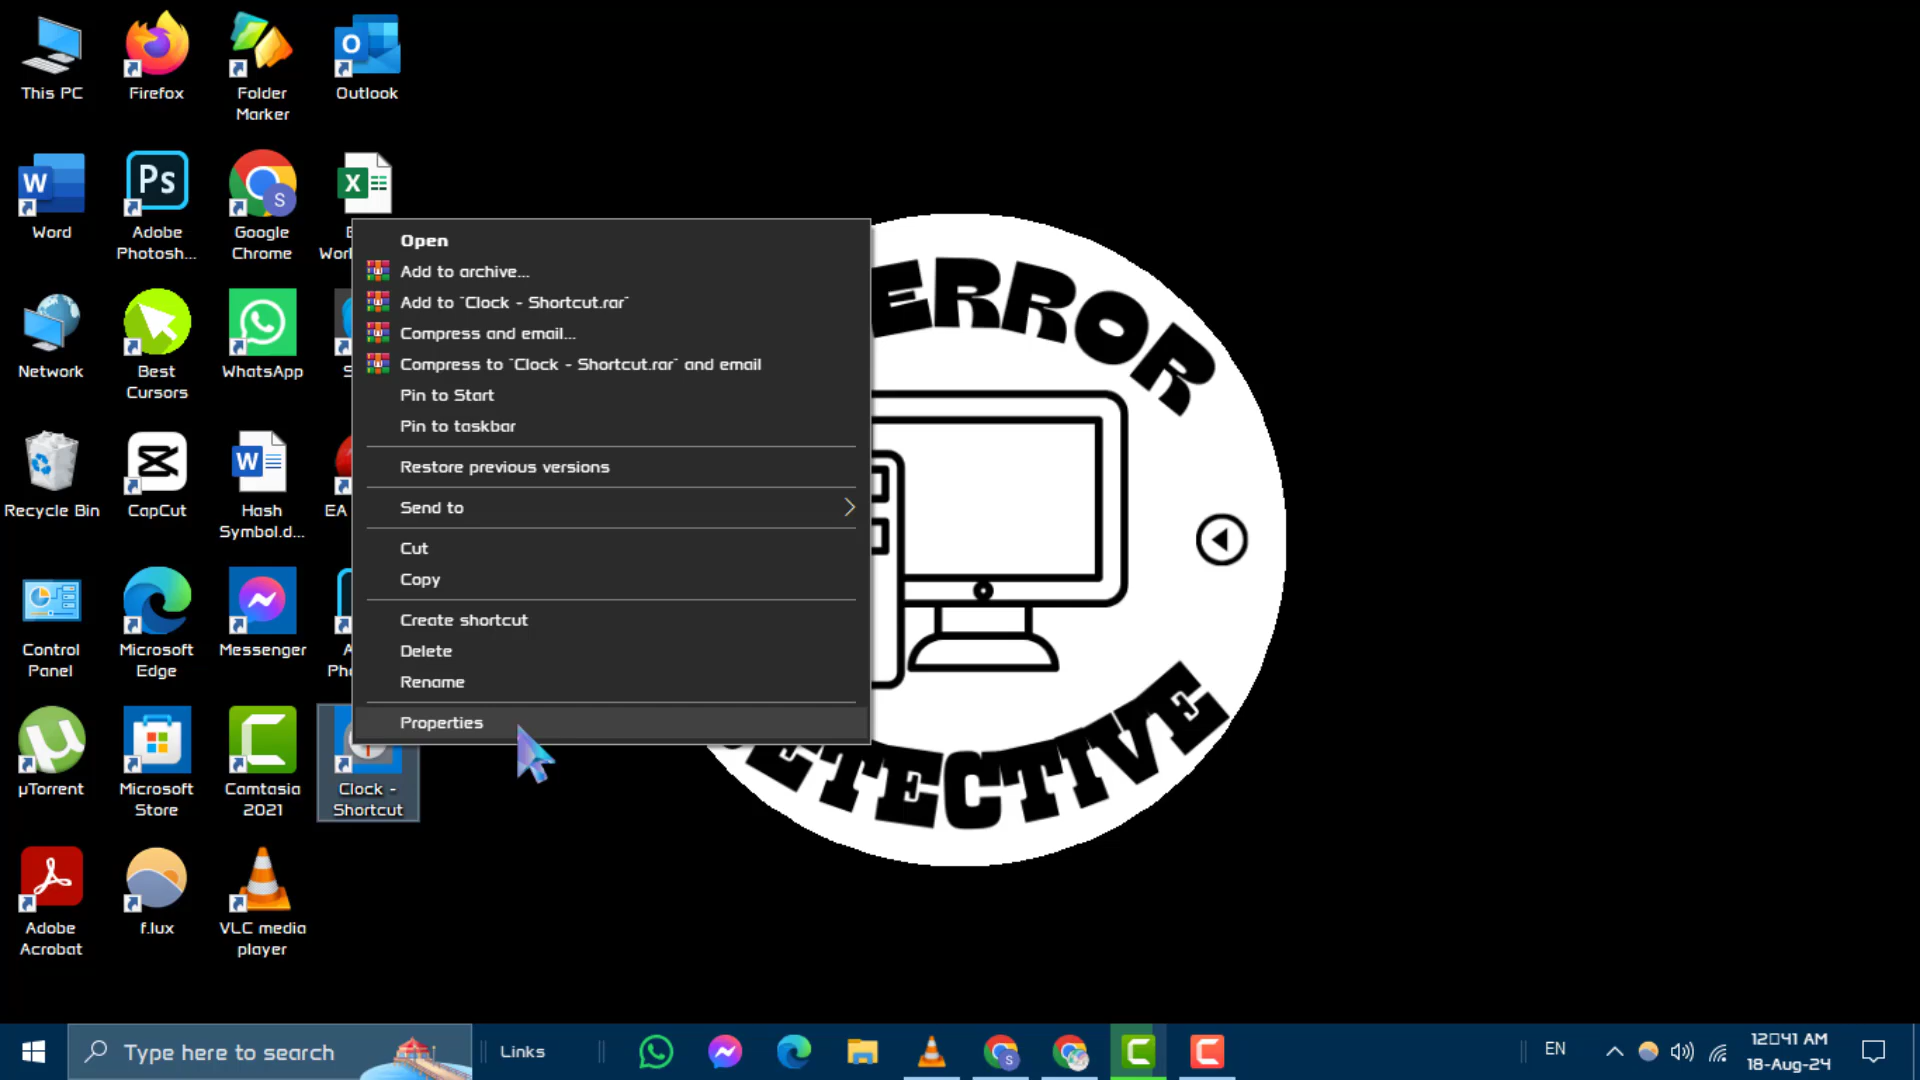 This PC
Firefox
Folder
Marker
Outlook
Word
Adobe
Photosh...
Google
Chrome
Network
Best
Cursors
WhatsApp
Recycle Bin
CapCut
Hash
Symbol.d...
EA
Control
Panel
Microsoft
Edge
Messenger
µTorrent
Microsoft
Store
Camtasia
2021
Clock -
Shortcut
Adobe
Acrobat
f.lux
VLC media
player
Open
Add to archive...
Add to "Clock - Shortcut.rar"
Compress and email...
Compress to "Clock - Shortcut.rar" and email
Pin to Start
Pin to taskbar
Restore previous versions
Send to
Cut
Copy
Create shortcut
Delete
Rename
Properties
ERROR
DETECTIVE
Type here to search
Links
EN
12▯41 AM
18-Aug-24